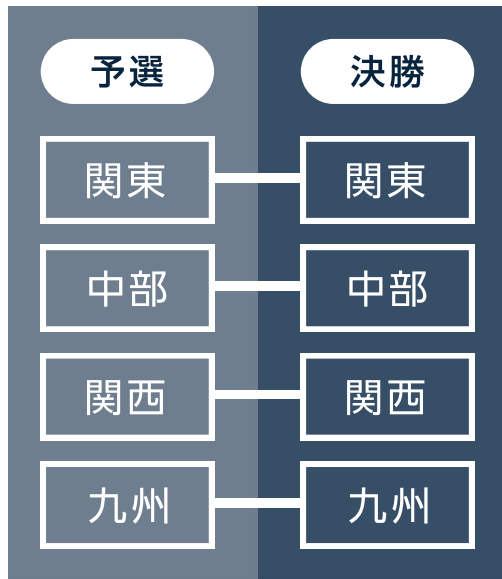 予選 決勝
関東 関東
中部 中部
関西 関西
九州 九州